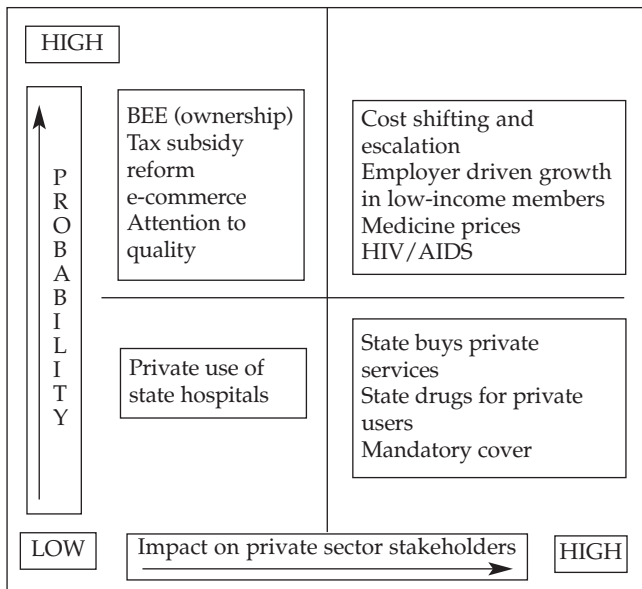 HIGH
PROBABILITY
BEE (ownership)
Tax subsidy
reform
e-commerce
Attention to
quality
Cost shifting and
escalation
Employer driven growth
in low-income members
Medicine prices
HIV/AIDS
Private use of
state hospitals
State buys private
services
State drugs for private
users
Mandatory cover
LOW
Impact on private sector stakeholders
HIGH